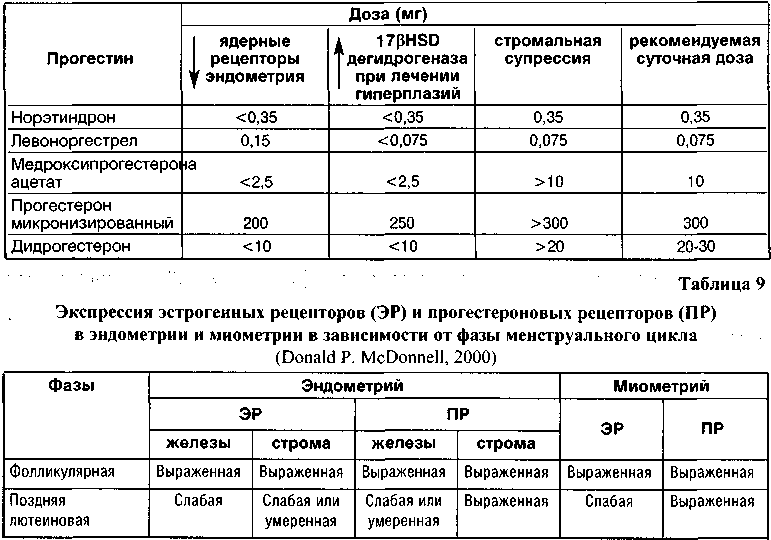 Доза (мг)
Прогестин
ядерные рецепторы эндометрия
17βHSD дегидрогеназа при лечении гиперплазий
стромальная супрессия
рекомендуемая суточная доза
Норэтиндрон <0,35 <0,35 0,35 0,35
Левоноргестрел 0,15 <0,075 0,075 0,075
Медроксипрогестерона
ацетат <2,5 <2,5 >10 10
Прогестерон
микронизированный 200 250 >300 300
Дидрогестерон <10 <10 >20 20-30
Таблица 9
Экспрессия эстрогенных рецепторов (ЭР) и прогестероновых рецепторов (ПР)
в эндометрии и миометрии в зависимости от фазы менструального цикла
(Donald P. McDonnell, 2000)
Фазы Эндометрий Миометрий
ЭР ПР ЭР ПР
железы строма железы строма
Фолликулярная Выраженная Выраженная Выраженная Выраженная Выраженная Выраженная
Поздняя Слабая Слабая или Слабая или Выраженная Слабая Выраженная
лютеиновая умеренная умеренная